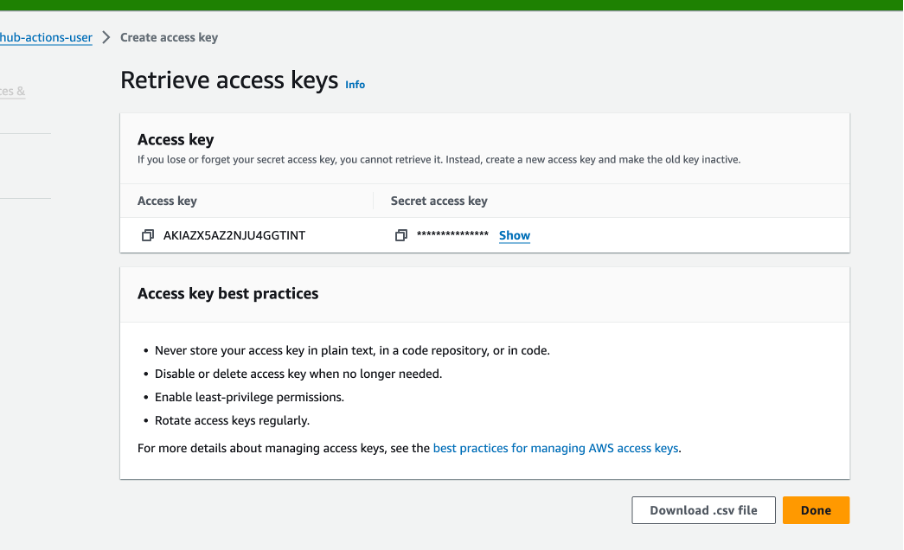 hub-actions-user > Create access key
ces &
Retrieve access keys Info
Access key
If you lose or forget your secret access key, you cannot retrieve it. Instead, create a new access key and make the old key inactive.
Access key Secret access key
AKIAZX5AZ2NJU4GGTINT *************** Show
Access key best practices
• Never store your access key in plain text, in a code repository, or in code.
• Disable or delete access key when no longer needed.
• Enable least-privilege permissions.
• Rotate access keys regularly.
For more details about managing access keys, see the best practices for managing AWS access keys.
Download .csv file Done